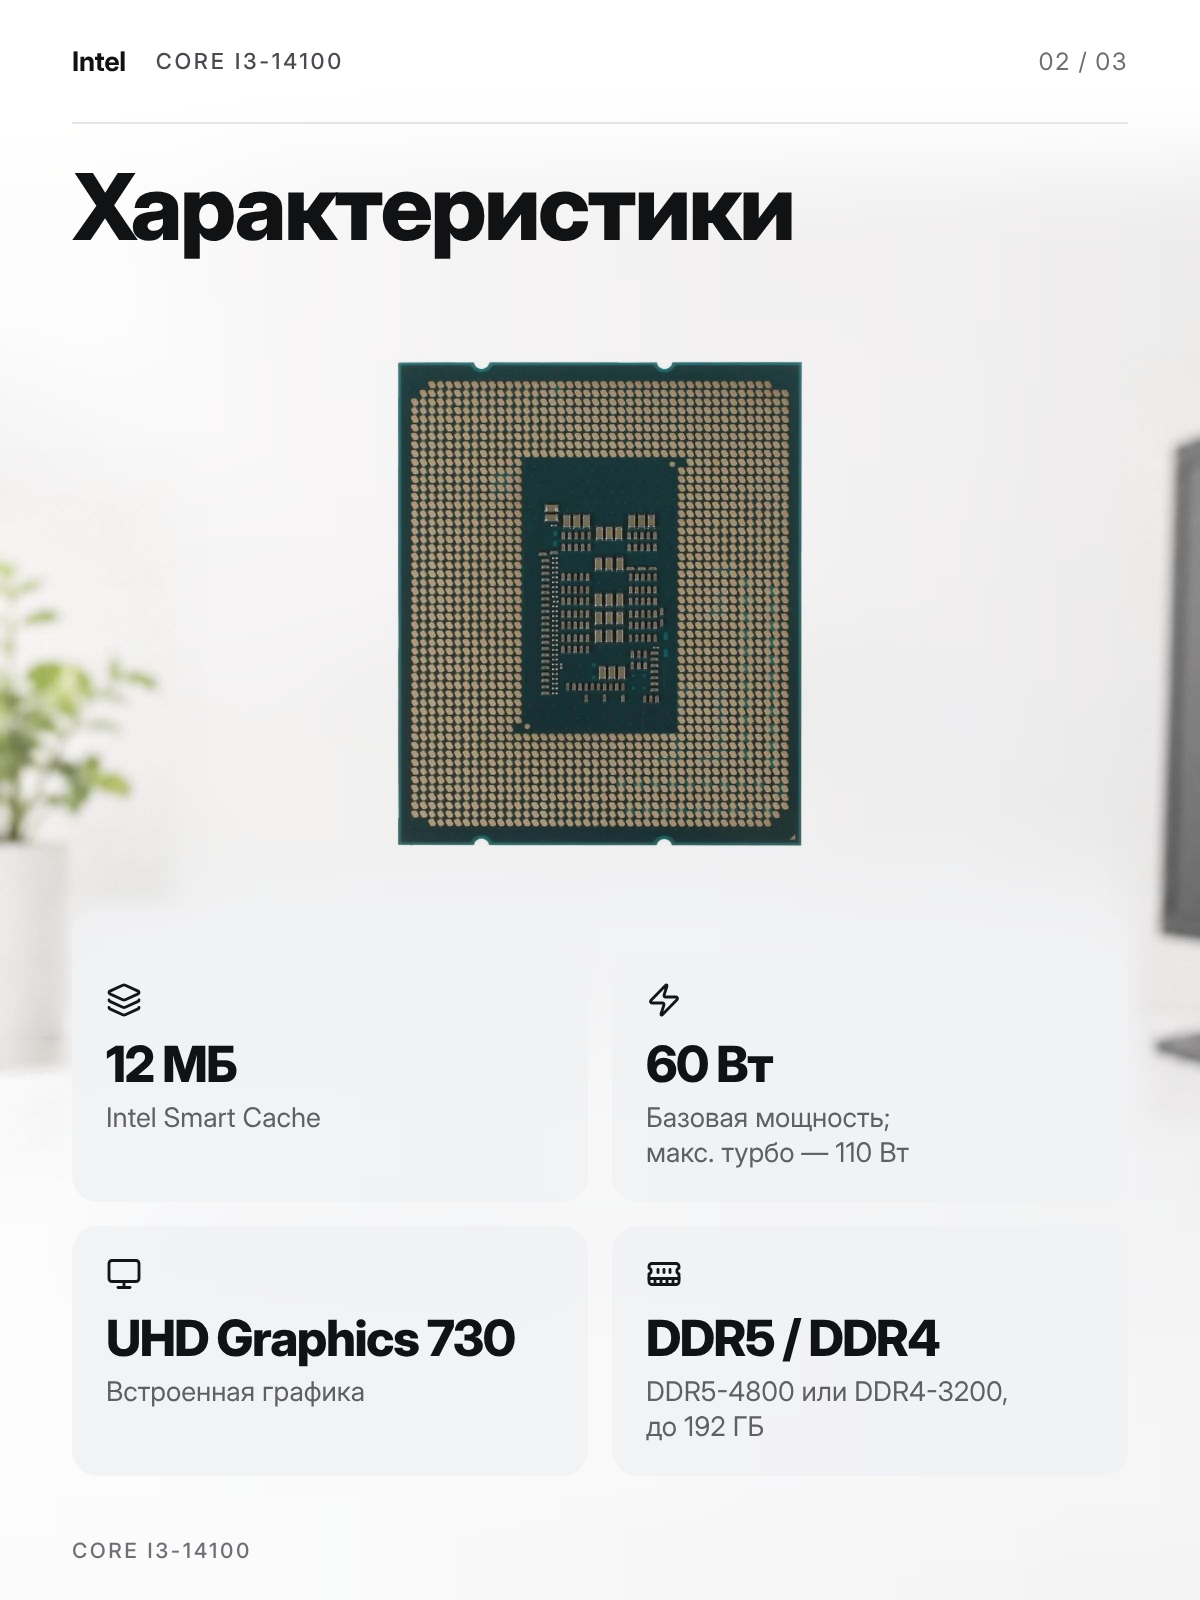 Intel CORE I3-14100 02 / 03
Характеристики
12 МБ
Intel Smart Cache
60 Вт
Базовая мощность;
макс. турбо — 110 Вт
UHD Graphics 730
Встроенная графика
DDR5 / DDR4
DDR5-4800 или DDR4-3200,
до 192 ГБ
CORE I3-14100